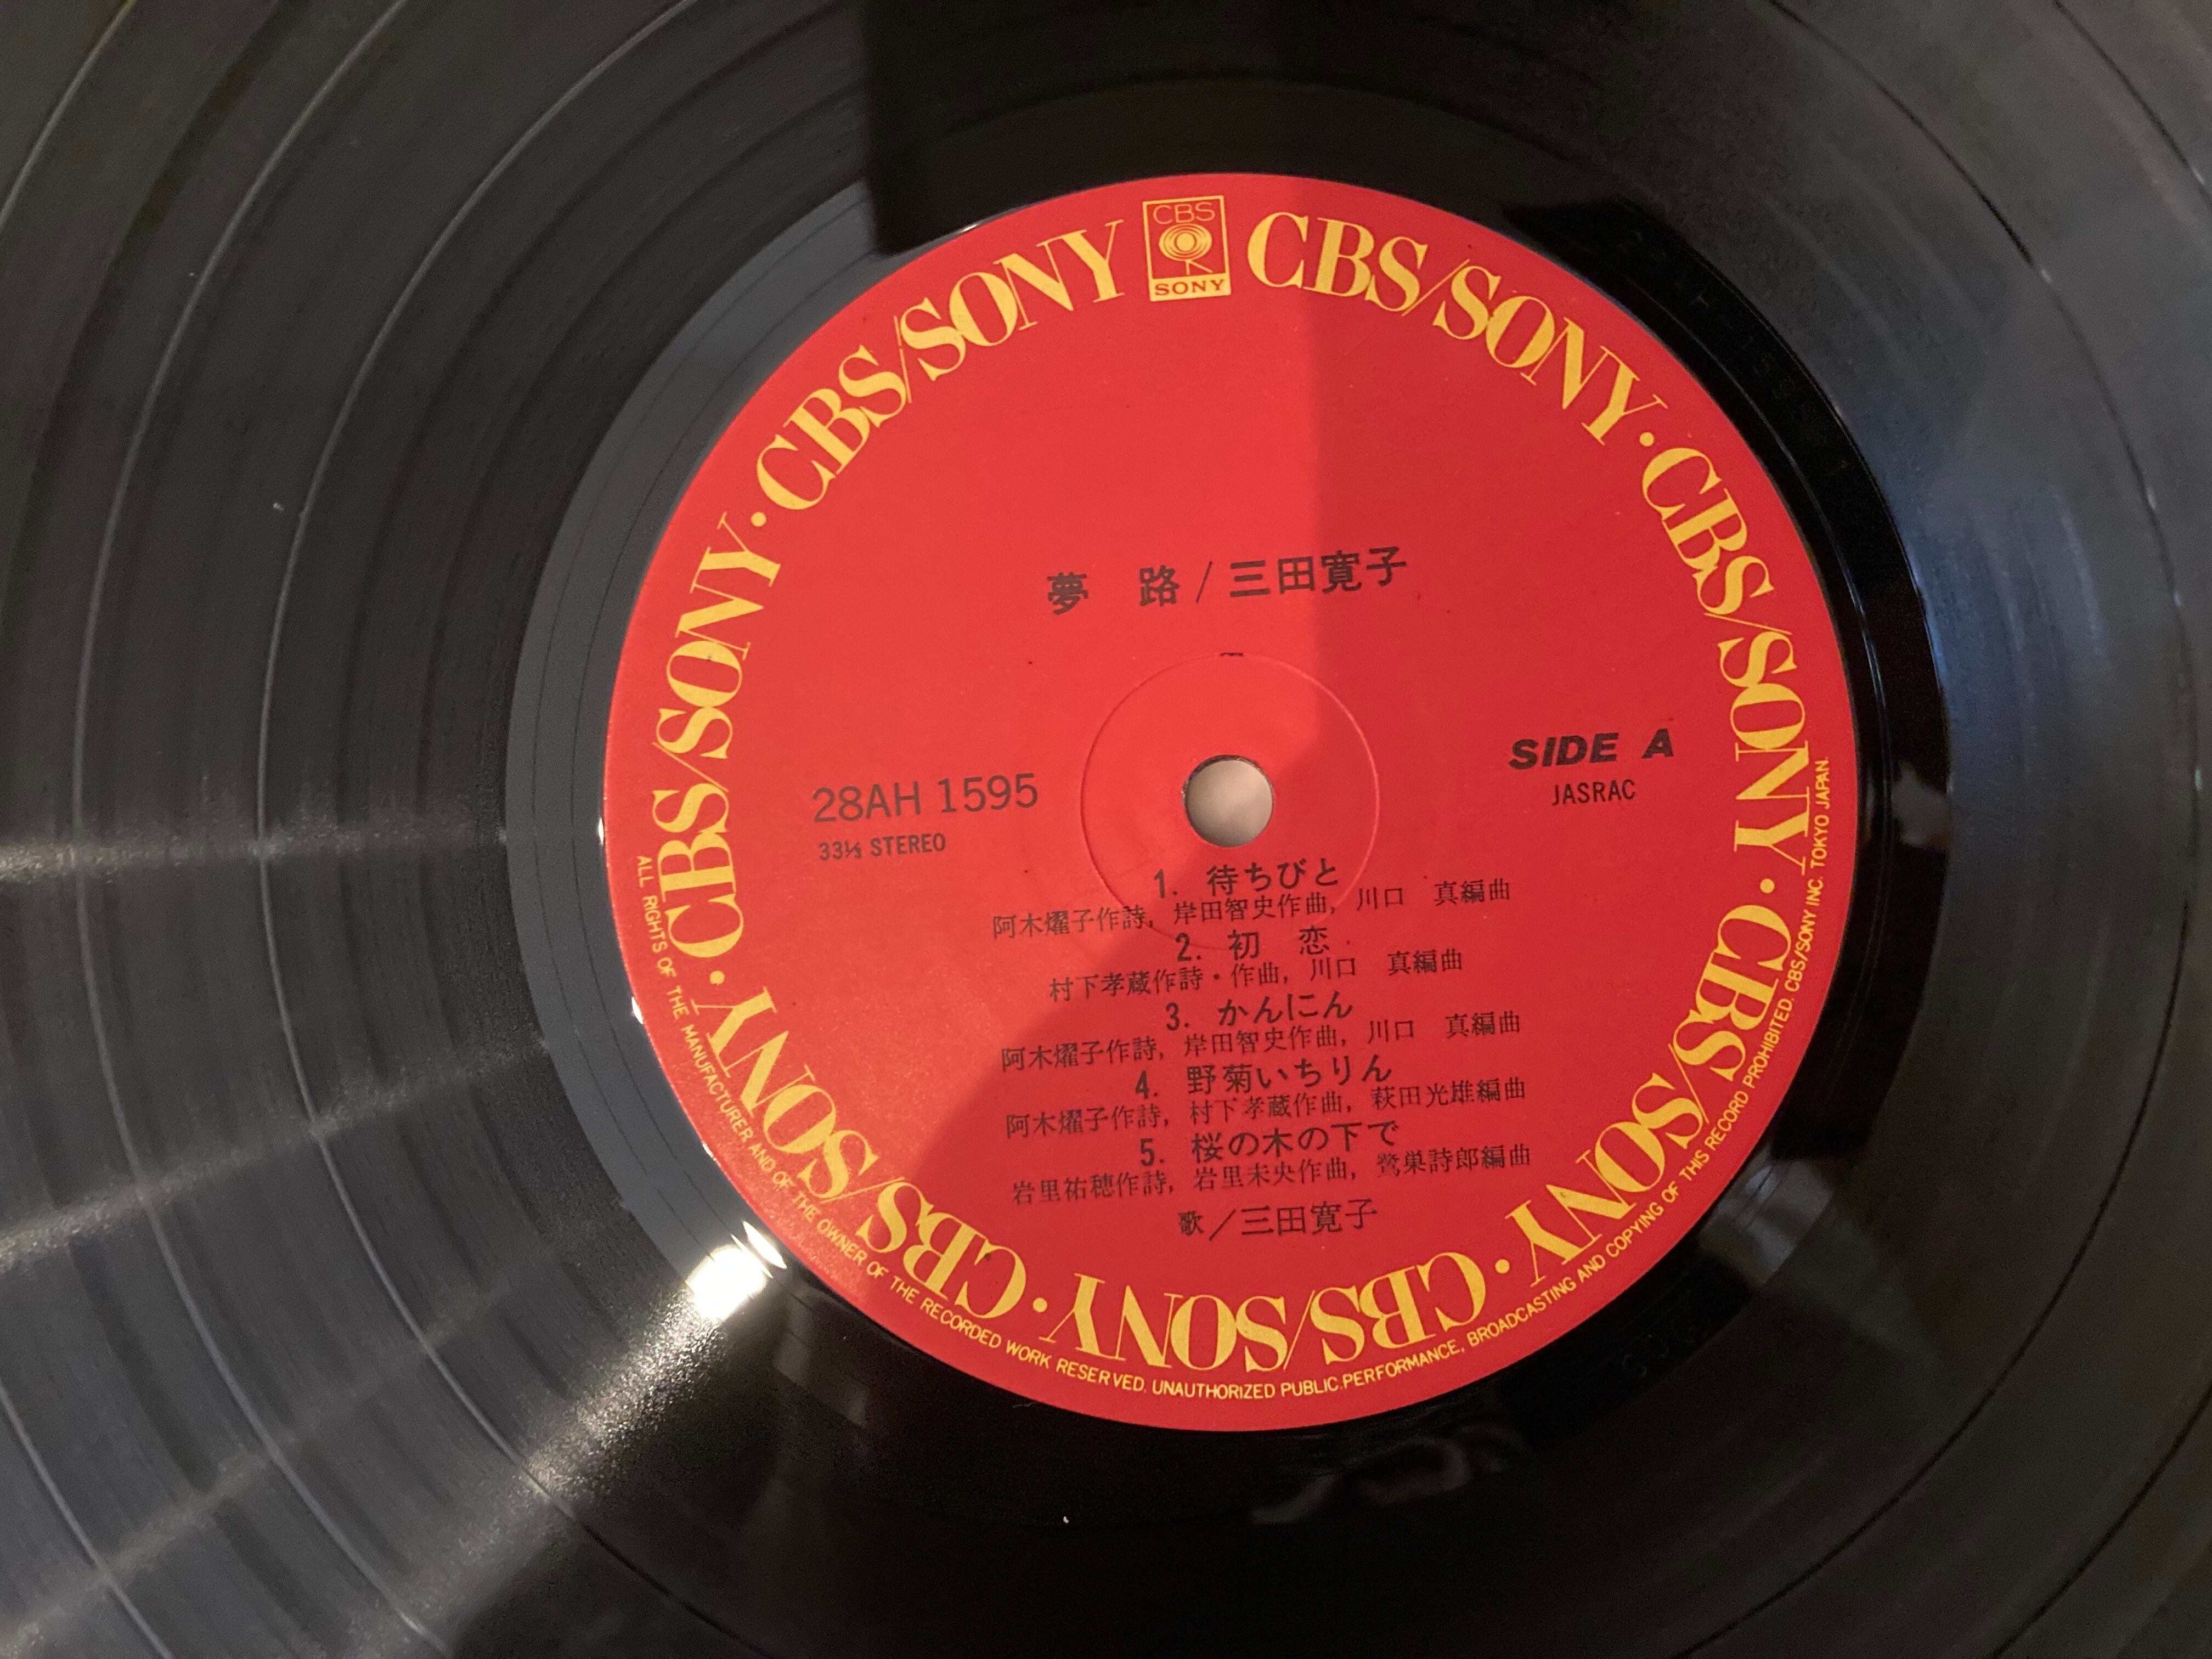 CBS
SONY
CBS/SONY · CBS/SONY · CBS/SONY · CBS/SONY · CBS/SONY · CBS/SONY · CBS/SONY · CBS/SONY
夢　路/三田寛子
SIDE A
JASRAC
28AH 1595
33⅓ STEREO
1. 待ちびと
阿木燿子作詩, 岸田智史作曲, 川口　真編曲
2. 初　恋
村下孝蔵作詩・作曲, 川口　真編曲
3. かんにん
阿木燿子作詩, 岸田智史作曲, 川口　真編曲
4. 野菊いちりん
阿木燿子作詩, 村下孝蔵作曲, 萩田光雄編曲
5. 桜の木の下で
岩里祐穂作詩, 岩里未央作曲, 鷺巣詩郎編曲
歌/三田寛子
ALL RIGHTS OF THE MANUFACTURER AND OF THE OWNER OF THE RECORDED WORK RESERVED. UNAUTHORIZED PUBLIC PERFORMANCE, BROADCASTING AND COPYING OF THIS RECORD PROHIBITED. CBS/SONY INC. TOKYO JAPAN.